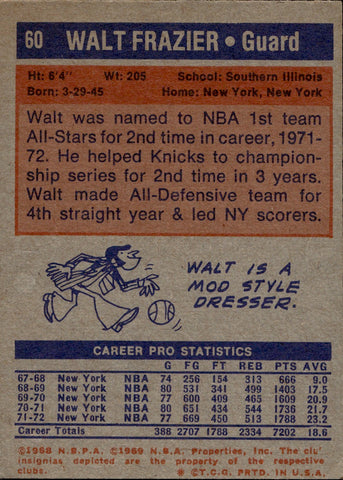 60 WALT FRAZIER • Guard
Ht: 6'4" Wt: 205 School: Southern Illinois
Born: 3-29-45 Home: New York, New York
Walt was named to NBA 1st team
All-Stars for 2nd time in career, 1971-
72. He helped Knicks to champion-
ship series for 2nd time in 3 years.
Walt made All-Defensive team for
4th straight year & led NY scorers.
WALT IS A
MOD STYLE
DRESSER.
CAREER PRO STATISTICS
G FG FT REB PTS AVG
67-68 New York NBA 74 256 154 313 666 9.0
68-69 New York NBA 80 531 341 499 1403 17.5
69-70 New York NBA 77 600 409 465 1609 20.9
70-71 New York NBA 80 651 434 544 1736 21.7
71-72 New York NBA 77 669 450 513 1788 23.2
Career Totals 388 2707 1788 2334 7202 18.6
©1968 N.B.P.A. ©1969 N.B.A. Properties, Inc. The clubs'
insignias depicted are the property of the respective
clubs. * ©T.C.G. PRTD. IN U.S.A.